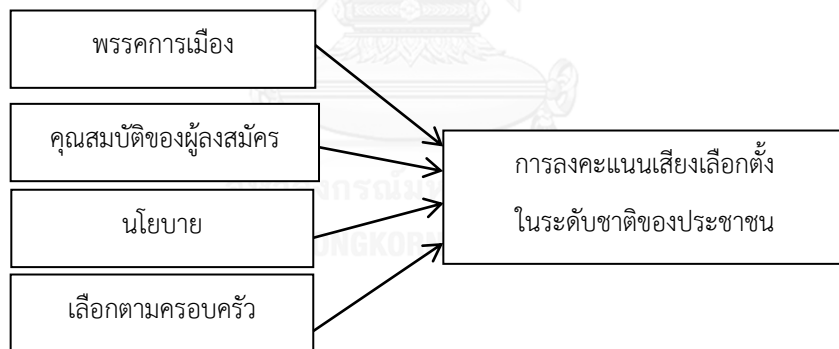 พรรคการเมือง
คุณสมบัติของผู้ลงสมัคร
นโยบาย
เลือกตามครอบครัว
การลงคะแนนเสียงเลือกตั้ง
ในระดับชาติของประชาชน